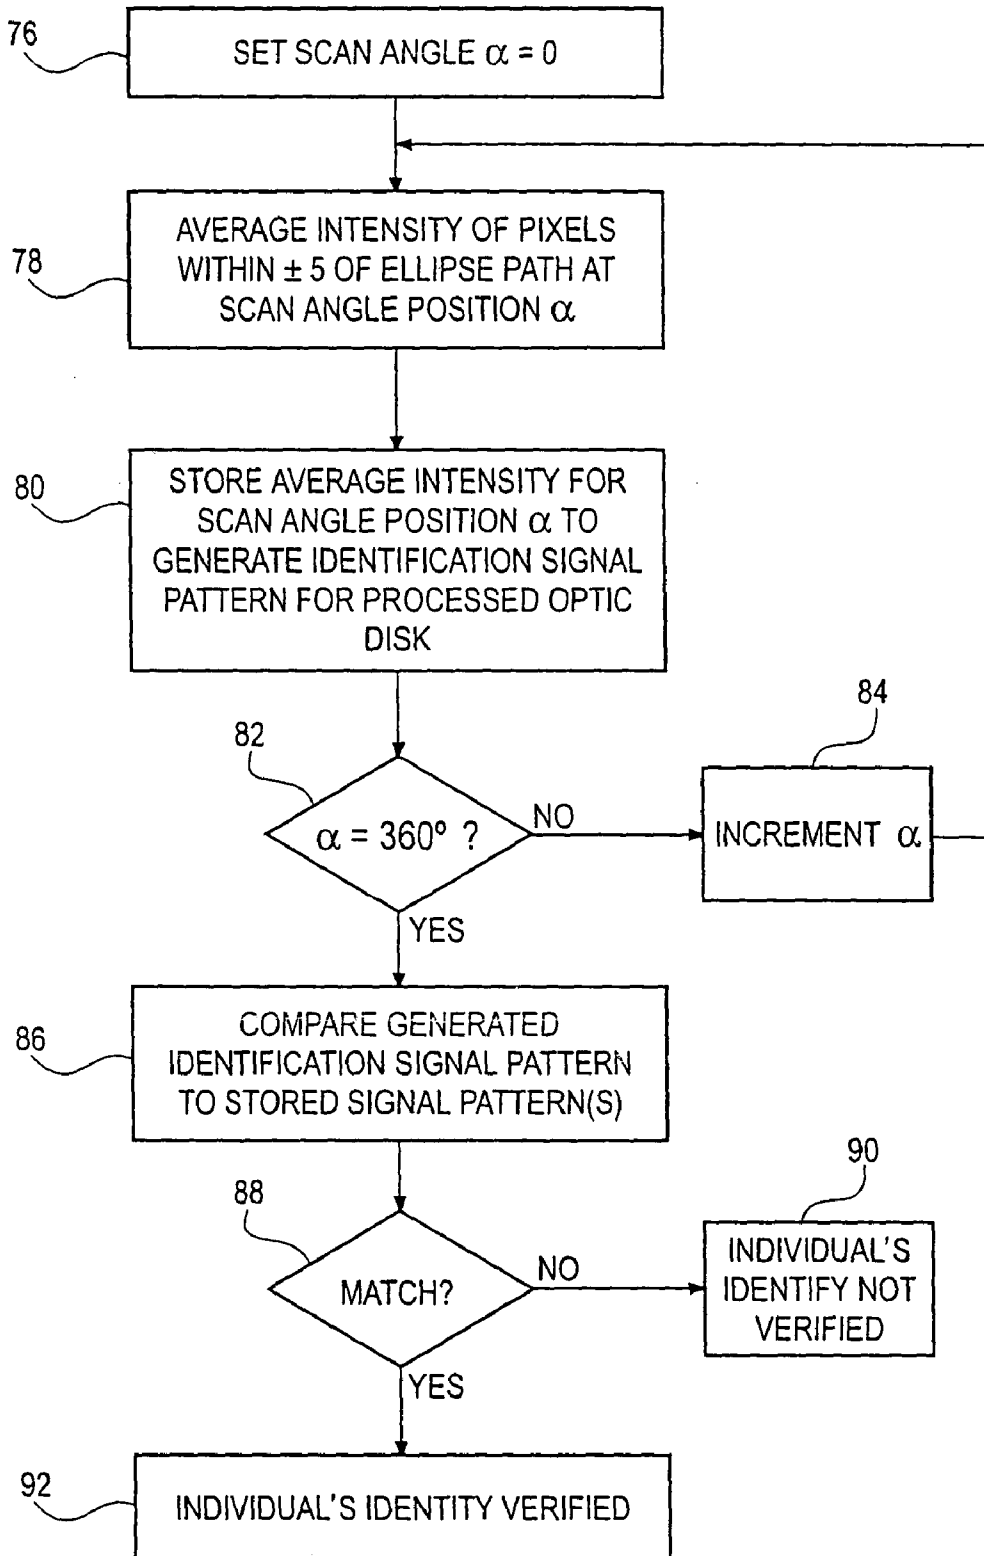 76
SET SCAN ANGLE α = 0
78
AVERAGE INTENSITY OF PIXELS
WITHIN ± 5 OF ELLIPSE PATH AT
SCAN ANGLE POSITION α
80
STORE AVERAGE INTENSITY FOR
SCAN ANGLE POSITION α TO
GENERATE IDENTIFICATION SIGNAL
PATTERN FOR PROCESSED OPTIC
DISK
82
α = 360º ?
NO
84
INCREMENT α
YES
86
COMPARE GENERATED
IDENTIFICATION SIGNAL PATTERN
TO STORED SIGNAL PATTERN(S)
88
MATCH?
NO
90
INDIVIDUAL'S
IDENTIFY NOT
VERIFIED
YES
92
INDIVIDUAL'S IDENTITY VERIFIED